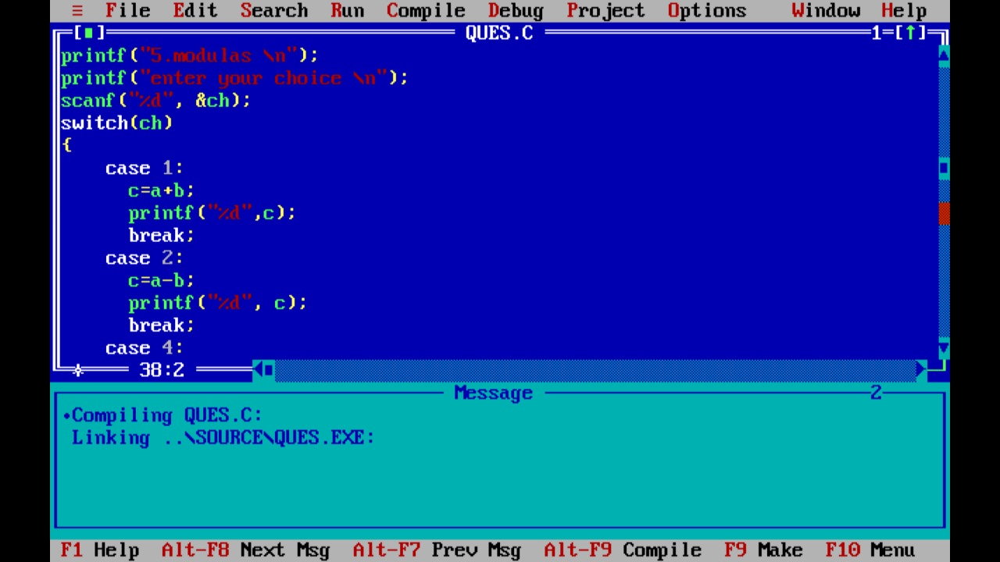 ≡ File Edit Search Run Compile Debug Project Options Window Help
[■] QUES.C 1=[↑]
printf("5.modulas \n");
printf("enter your choice \n");
scanf("%d", &ch);
switch(ch)
{
case 1:
c=a+b;
printf("%d",c);
break;
case 2:
c=a-b;
printf("%d", c);
break;
case 4:
38:2
Message 2
•Compiling QUES.C:
Linking ..\SOURCE\QUES.EXE:
F1 Help Alt-F8 Next Msg Alt-F7 Prev Msg Alt-F9 Compile F9 Make F10 Menu